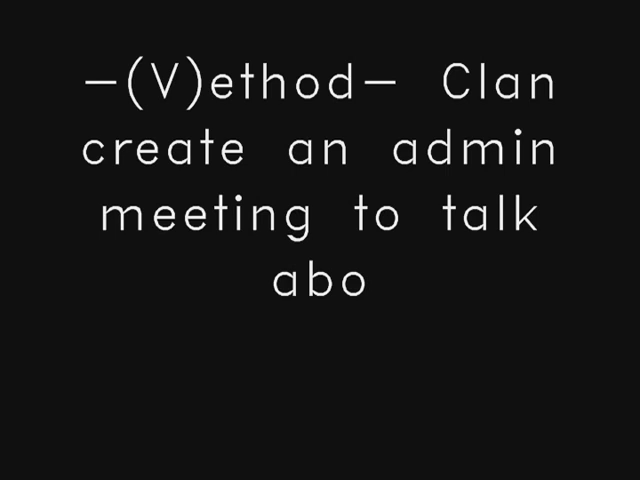 -(V)ethod- Clan
create an admin
meeting to talk
abo